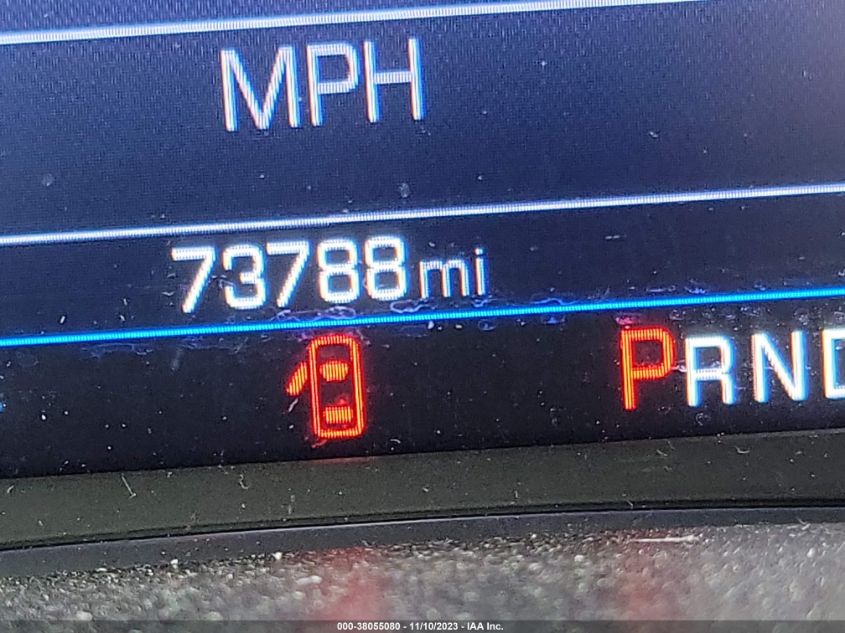 MPH
73788 mi
PRND
000-38055080 - 11/10/2023 - IAA Inc.